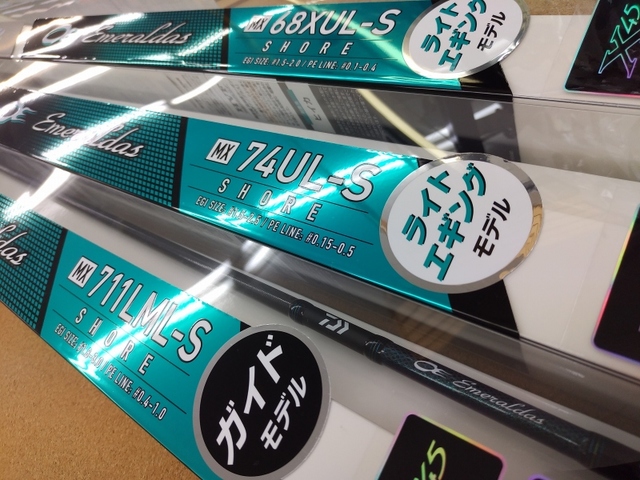 Emeraldas
MX 68XUL-S
SHORE
EGI SIZE: #1.5-2.0 / PE LINE: #0.1-0.4
ライト
エギング
モデル
X45
Emeraldas
MX 74UL-S
SHORE
PE LINE: #0.15-0.5
ライト
エギング
モデル
MX 711LML-S
SHORE
EGI SIZE:
PE LINE: #0.4-1.0
ガイド
モデル
Emeraldas